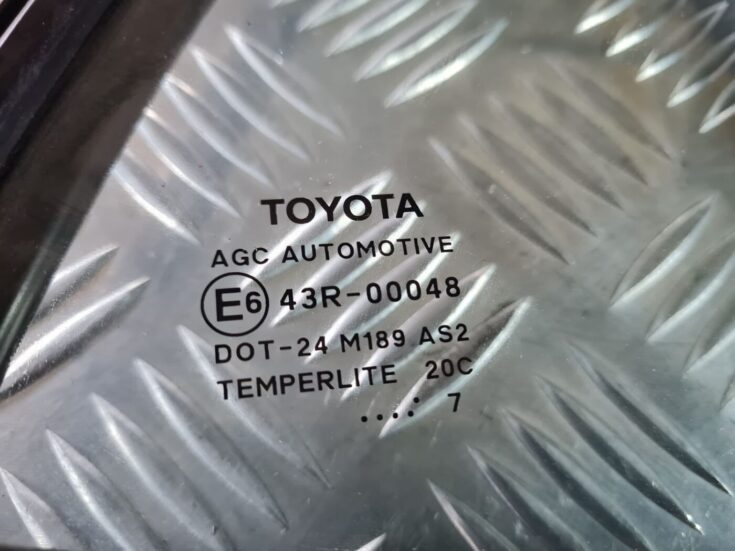 TOYOTA
AGC AUTOMOTIVE
E6 43R-00048
DOT-24 M189 AS2
TEMPERLITE 20C
....: 7